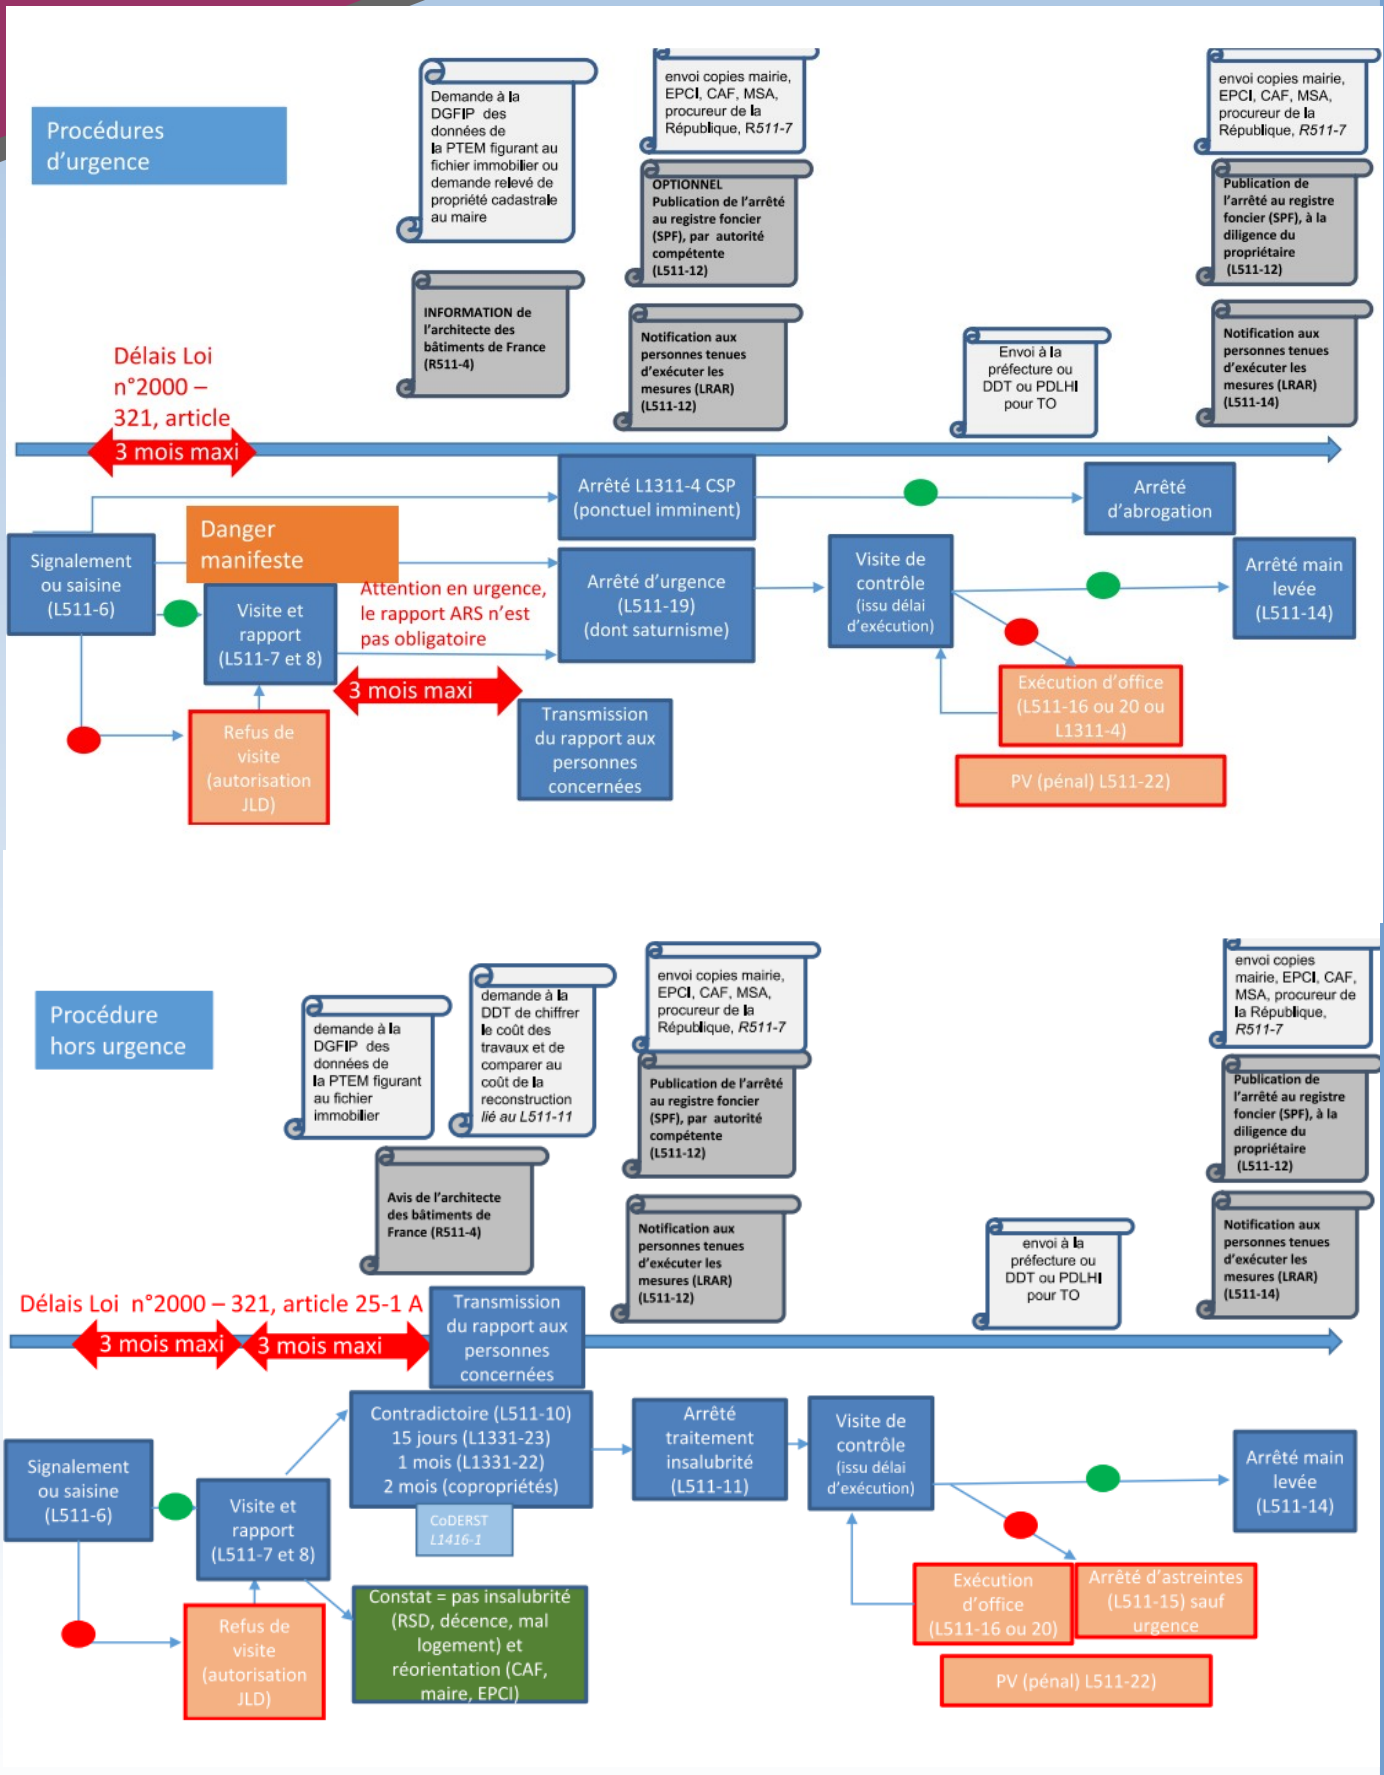 Procédures
d'urgence
Demande à la
DGFIP des
données de
la PTEM figurant au
fichier immobilier ou
demande relevé de
propriété cadastrale
au maire
envoi copies mairie,
EPCI, CAF, MSA,
procureur de la
République, R511-7
envoi copies mairie,
EPCI, CAF, MSA,
procureur de la
République, R511-7
OPTIONNEL
Publication de l'arrêté
au registre foncier
(SPF), par autorité
compétente
(L511-12)
Publication de
l'arrêté au registre
foncier (SPF), à la
diligence du
propriétaire
(L511-12)
INFORMATION de
l'architecte des
bâtiments de France
(R511-4)
Notification aux
personnes tenues
d'exécuter les
mesures (LRAR)
(L511-12)
Envoi à la
préfecture ou
DDT ou PDLHI
pour TO
Notification aux
personnes tenues
d'exécuter les
mesures (LRAR)
(L511-14)
Délais Loi
n°2000 –
321, article
3 mois maxi
Arrêté L1311-4 CSP
(ponctuel imminent)
Arrêté
d'abrogation
Danger
manifeste
Signalement
ou saisine
(L511-6)
Visite et
rapport
(L511-7 et 8)
Attention en urgence,
le rapport ARS n'est
pas obligatoire
Arrêté d'urgence
(L511-19)
(dont saturnisme)
Visite de
contrôle
(issu délai
d'exécution)
Arrêté main
levée
(L511-14)
3 mois maxi
Exécution d'office
(L511-16 ou 20 ou
L1311-4)
Refus de
visite
(autorisation
JLD)
Transmission
du rapport aux
personnes
concernées
PV (pénal) L511-22)
Procédure
hors urgence
demande à la
DGFIP des
données de
la PTEM figurant
au fichier
immobilier
demande à la
DDT de chiffrer
le coût des
travaux et de
comparer au
coût de la
reconstruction
lié au L511-11
envoi copies mairie,
EPCI, CAF, MSA,
procureur de la
République, R511-7
envoi copies
mairie, EPCI, CAF,
MSA, procureur de
la République,
R511-7
Publication de l'arrêté
au registre foncier
(SPF), par autorité
compétente
(L511-12)
Publication de
l'arrêté au registre
foncier (SPF), à la
diligence du
propriétaire
(L511-12)
Avis de l'architecte
des bâtiments de
France (R511-4)
Notification aux
personnes tenues
d'exécuter les
mesures (LRAR)
(L511-12)
envoi à la
préfecture ou
DDT ou PDLHI
pour TO
Notification aux
personnes tenues
d'exécuter les
mesures (LRAR)
(L511-14)
Délais Loi n°2000 – 321, article 25-1 A
3 mois maxi
3 mois maxi
Transmission
du rapport aux
personnes
concernées
Contradictoire (L511-10)
15 jours (L1331-23)
1 mois (L1331-22)
2 mois (copropriétés)
CoDERST
L1416-1
Arrêté
traitement
insalubrité
(L511-11)
Visite de
contrôle
(issu délai
d'exécution)
Arrêté main
levée
(L511-14)
Signalement
ou saisine
(L511-6)
Visite et
rapport
(L511-7 et 8)
Refus de
visite
(autorisation
JLD)
Constat = pas insalubrité
(RSD, décence, mal
logement) et
réorientation (CAF,
maire, EPCI)
Exécution
d'office
(L511-16 ou 20)
Arrêté d'astreintes
(L511-15) sauf
urgence
PV (pénal) L511-22)